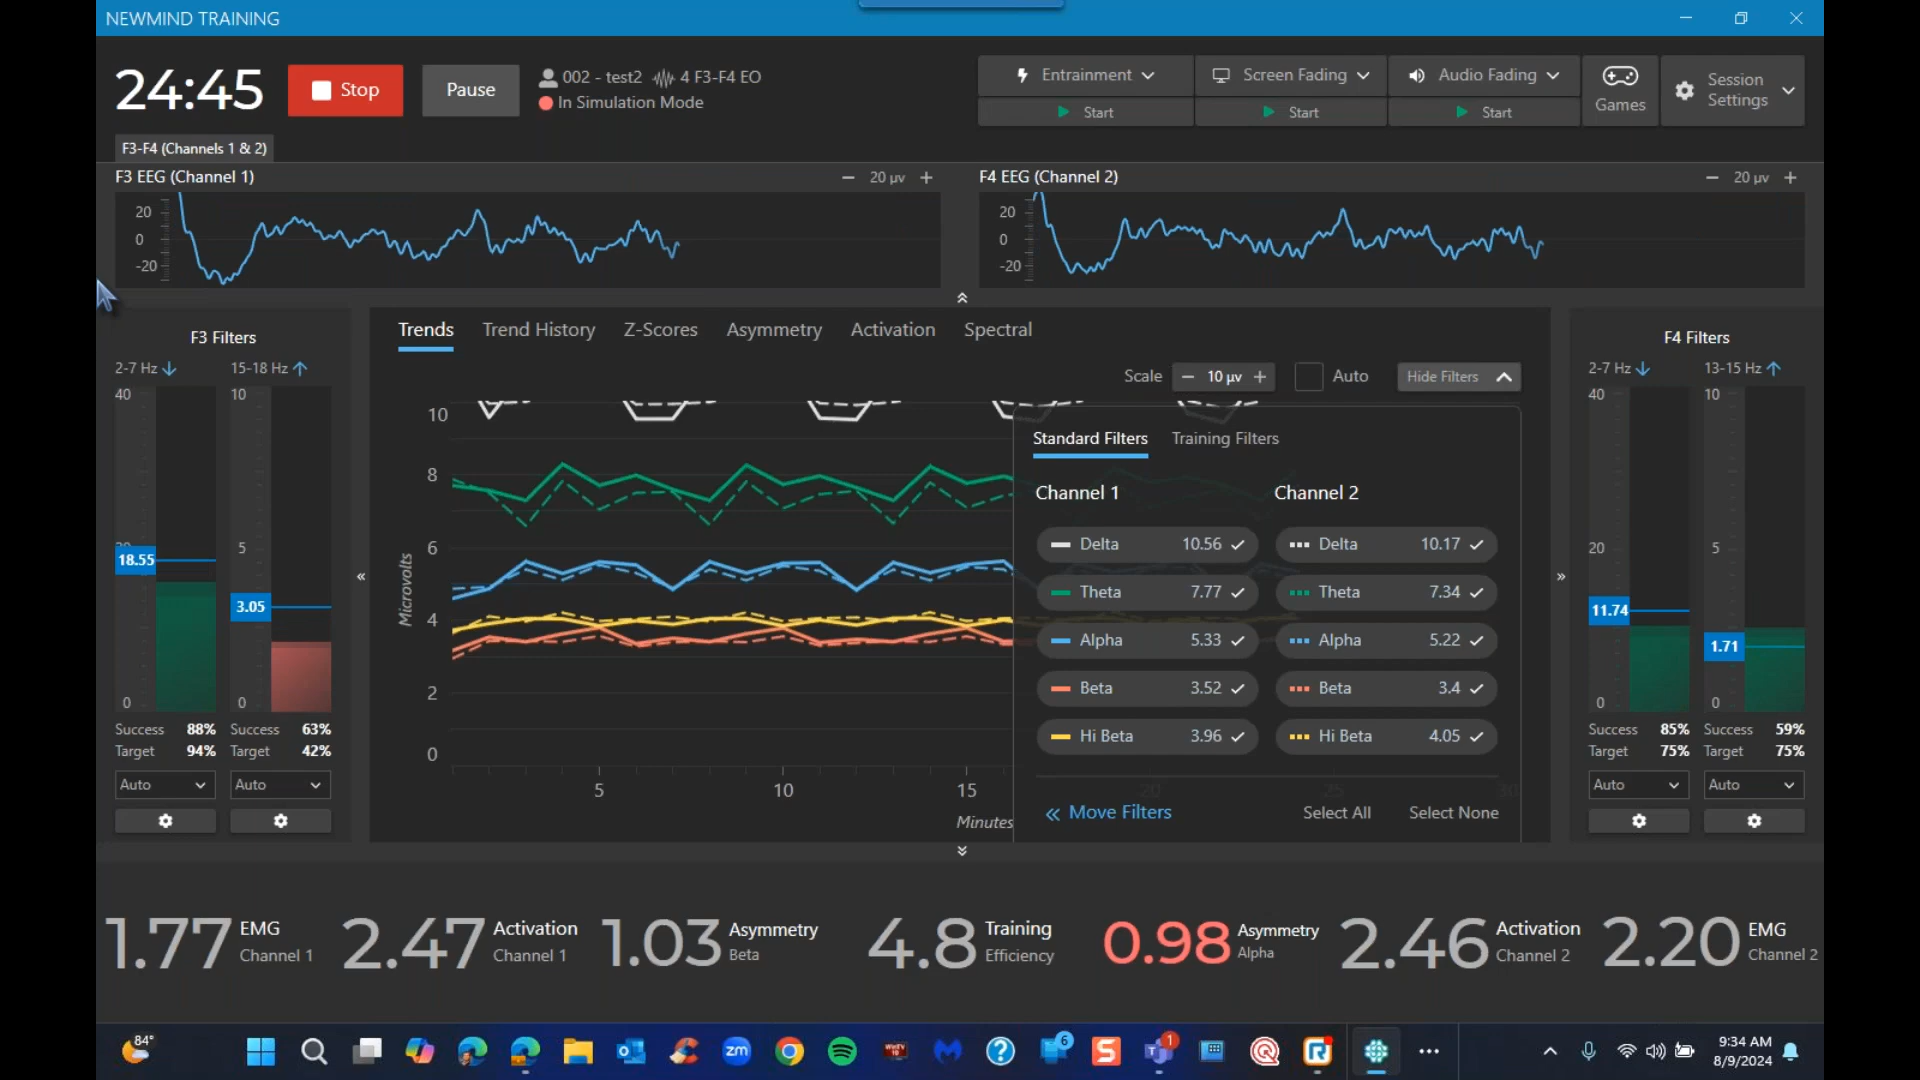 NEWMIND TRAINING
24:45
Stop
Pause
002 - test2 4 F3-F4 EO
In Simulation Mode
Entrainment
Start
Screen Fading
Start
Audio Fading
Start
Games
Session
Settings
F3-F4 (Channels 1 & 2)
F3 EEG (Channel 1)
20 μv
20
0
-20
F4 EEG (Channel 2)
20 μv
20
0
-20
F3 Filters
2-7 Hz
15-18 Hz
40
10
18.55
5
3.05
0
0
Success 88%
Target 94%
Success 63%
Target 42%
Auto
Auto
Trends
Trend History
Z-Scores
Asymmetry
Activation
Spectral
Scale
10 μv
Auto
Hide Filters
10
8
6
4
2
0
Microvolts
5
10
15
20
25
30
Minutes
Standard Filters
Training Filters
Channel 1
Channel 2
Delta 10.56
Delta 10.17
Theta 7.77
Theta 7.34
Alpha 5.33
Alpha 5.22
Beta 3.52
Beta 3.4
Hi Beta 3.96
Hi Beta 4.05
Move Filters
Select All
Select None
F4 Filters
2-7 Hz
13-15 Hz
40
10
20
5
11.74
1.71
0
0
Success 85%
Target 75%
Success 59%
Target 75%
Auto
Auto
1.77 EMG
Channel 1
2.47 Activation
Channel 1
1.03 Asymmetry
Beta
4.8 Training
Efficiency
0.98 Asymmetry
Alpha
2.46 Activation
Channel 2
2.20 EMG
Channel 2
84°
zm
6
1
9:34 AM
8/9/2024